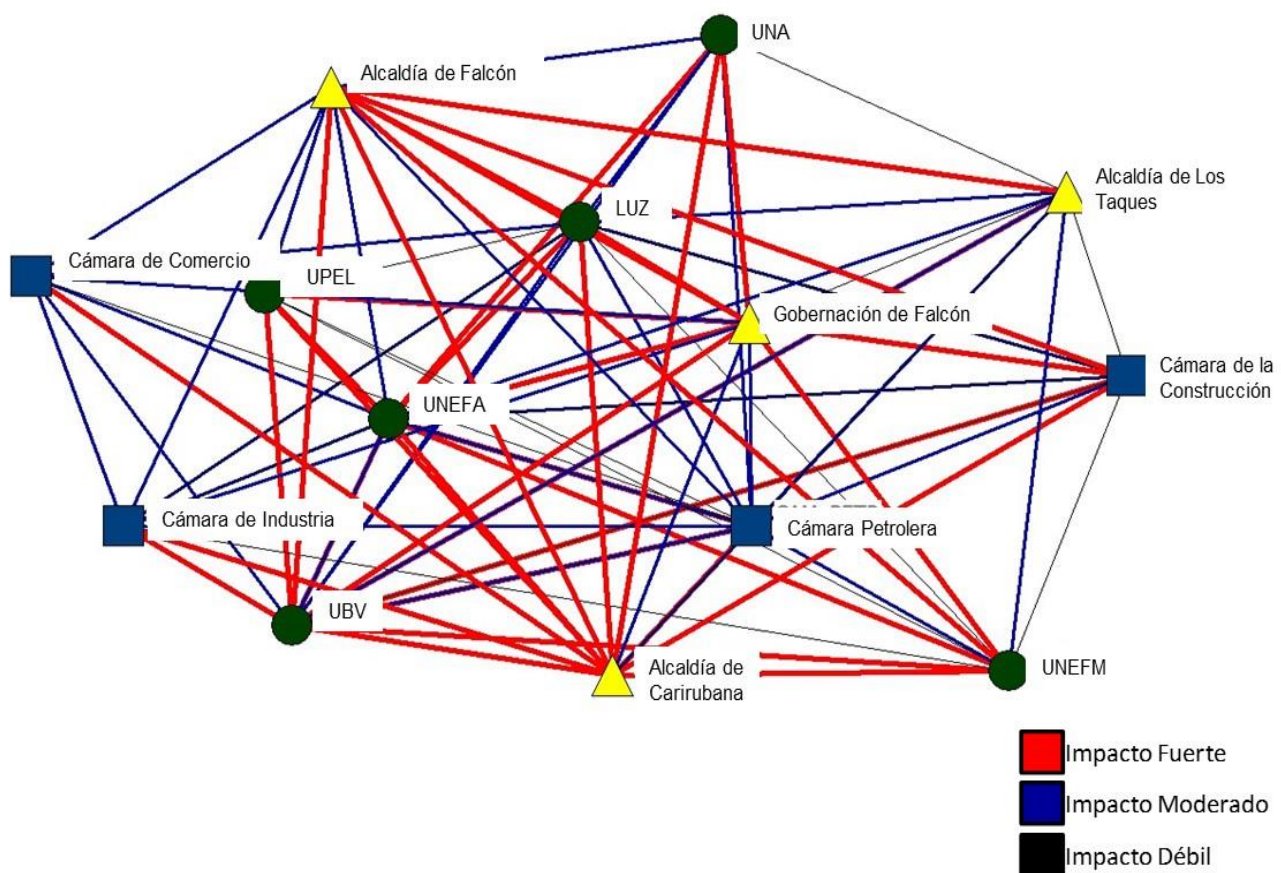 UNA
Alcaldía de Falcón
Alcaldía de Los
Taques
LUZ
Cámara de Comercio
UPEL
Gobernación de Falcón
Cámara de la
Construcción
UNEFA
Cámara de Industria
Cámara Petrolera
UBV
Alcaldía de
Carirubana
UNEFM
Impacto Fuerte
Impacto Moderado
Impacto Débil